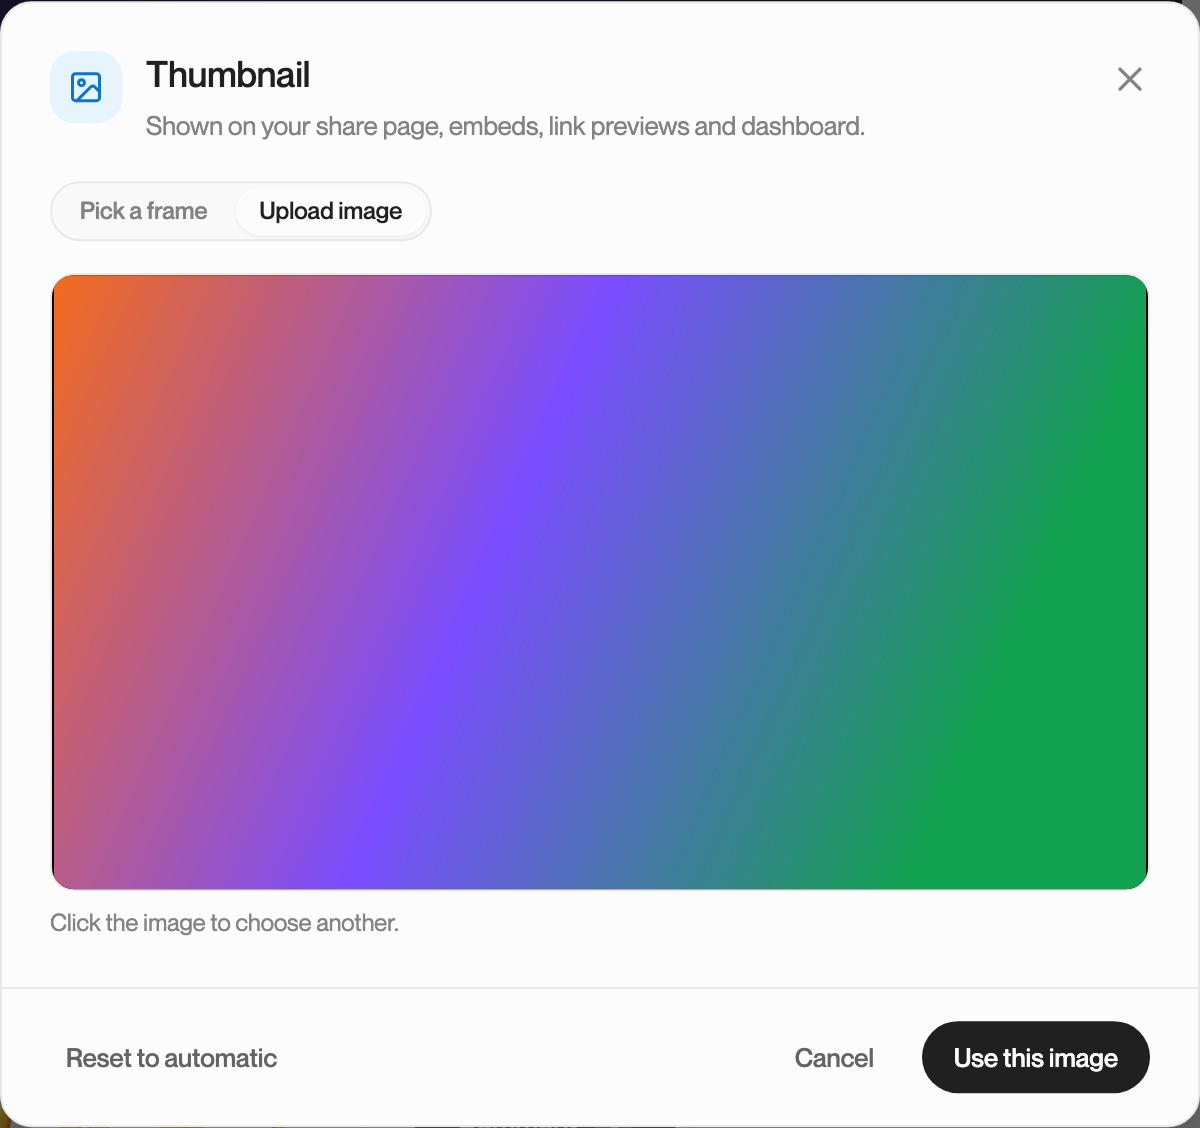 Thumbnail
Shown on your share page, embeds, link previews and dashboard.
Pick a frame
Upload image
Click the image to choose another.
Reset to automatic
Cancel
Use this image